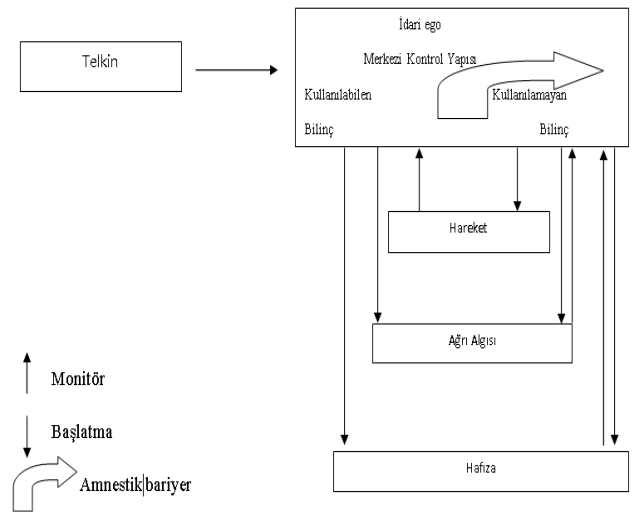 İdari ego
Telkin
Merkezi Kontrol Yapısı
Kullanılabilen
Kullanılamayan
Bilinç
Bilinç
Hareket
Ağrı Algısı
Monitör
Başlatma
Hafıza
Amnestik bariyer